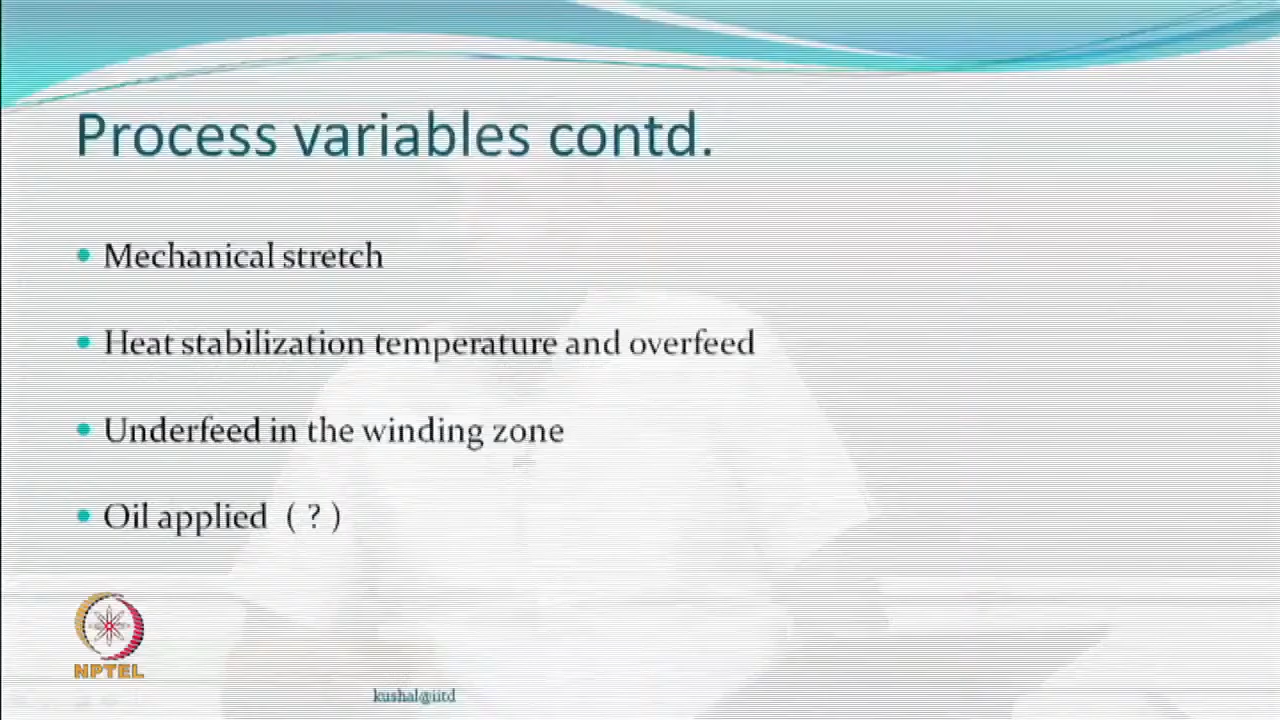 Process variables contd.
• Mechanical stretch
• Heat stabilization temperature and overfeed
• Underfeed in the winding zone
• Oil applied ( ? )
NPTEL
kushal@iitd